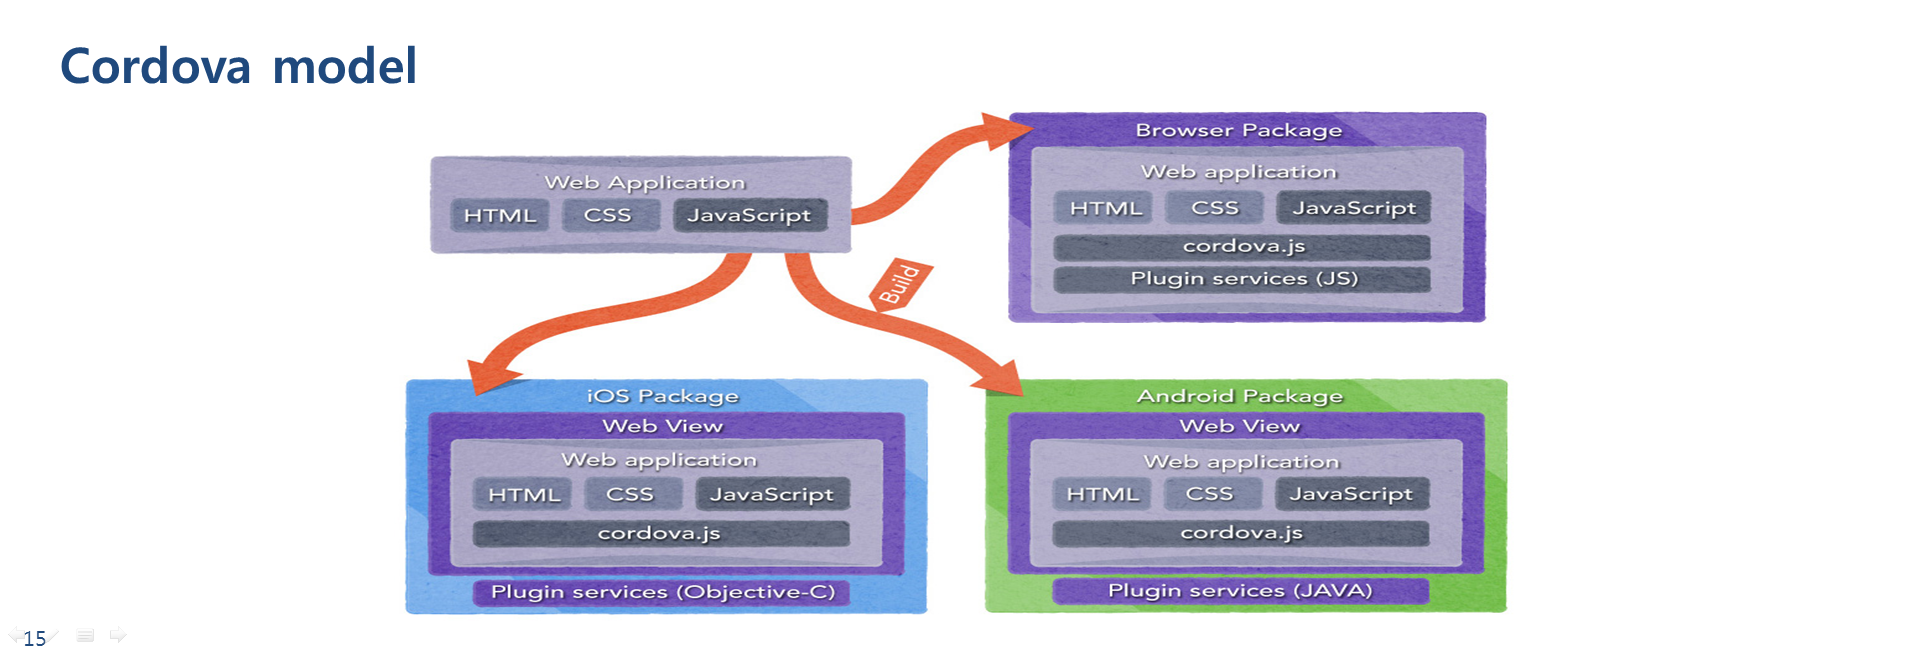 Cordova model
Web Application
HTML CSS JavaScript
Build
Browser Package
Web application
HTML CSS JavaScript
cordova.js
Plugin services (JS)
iOS Package
Web View
Web application
HTML CSS JavaScript
cordova.js
Plugin services (Objective-C)
Android Package
Web View
Web application
HTML CSS JavaScript
cordova.js
Plugin services (JAVA)
15